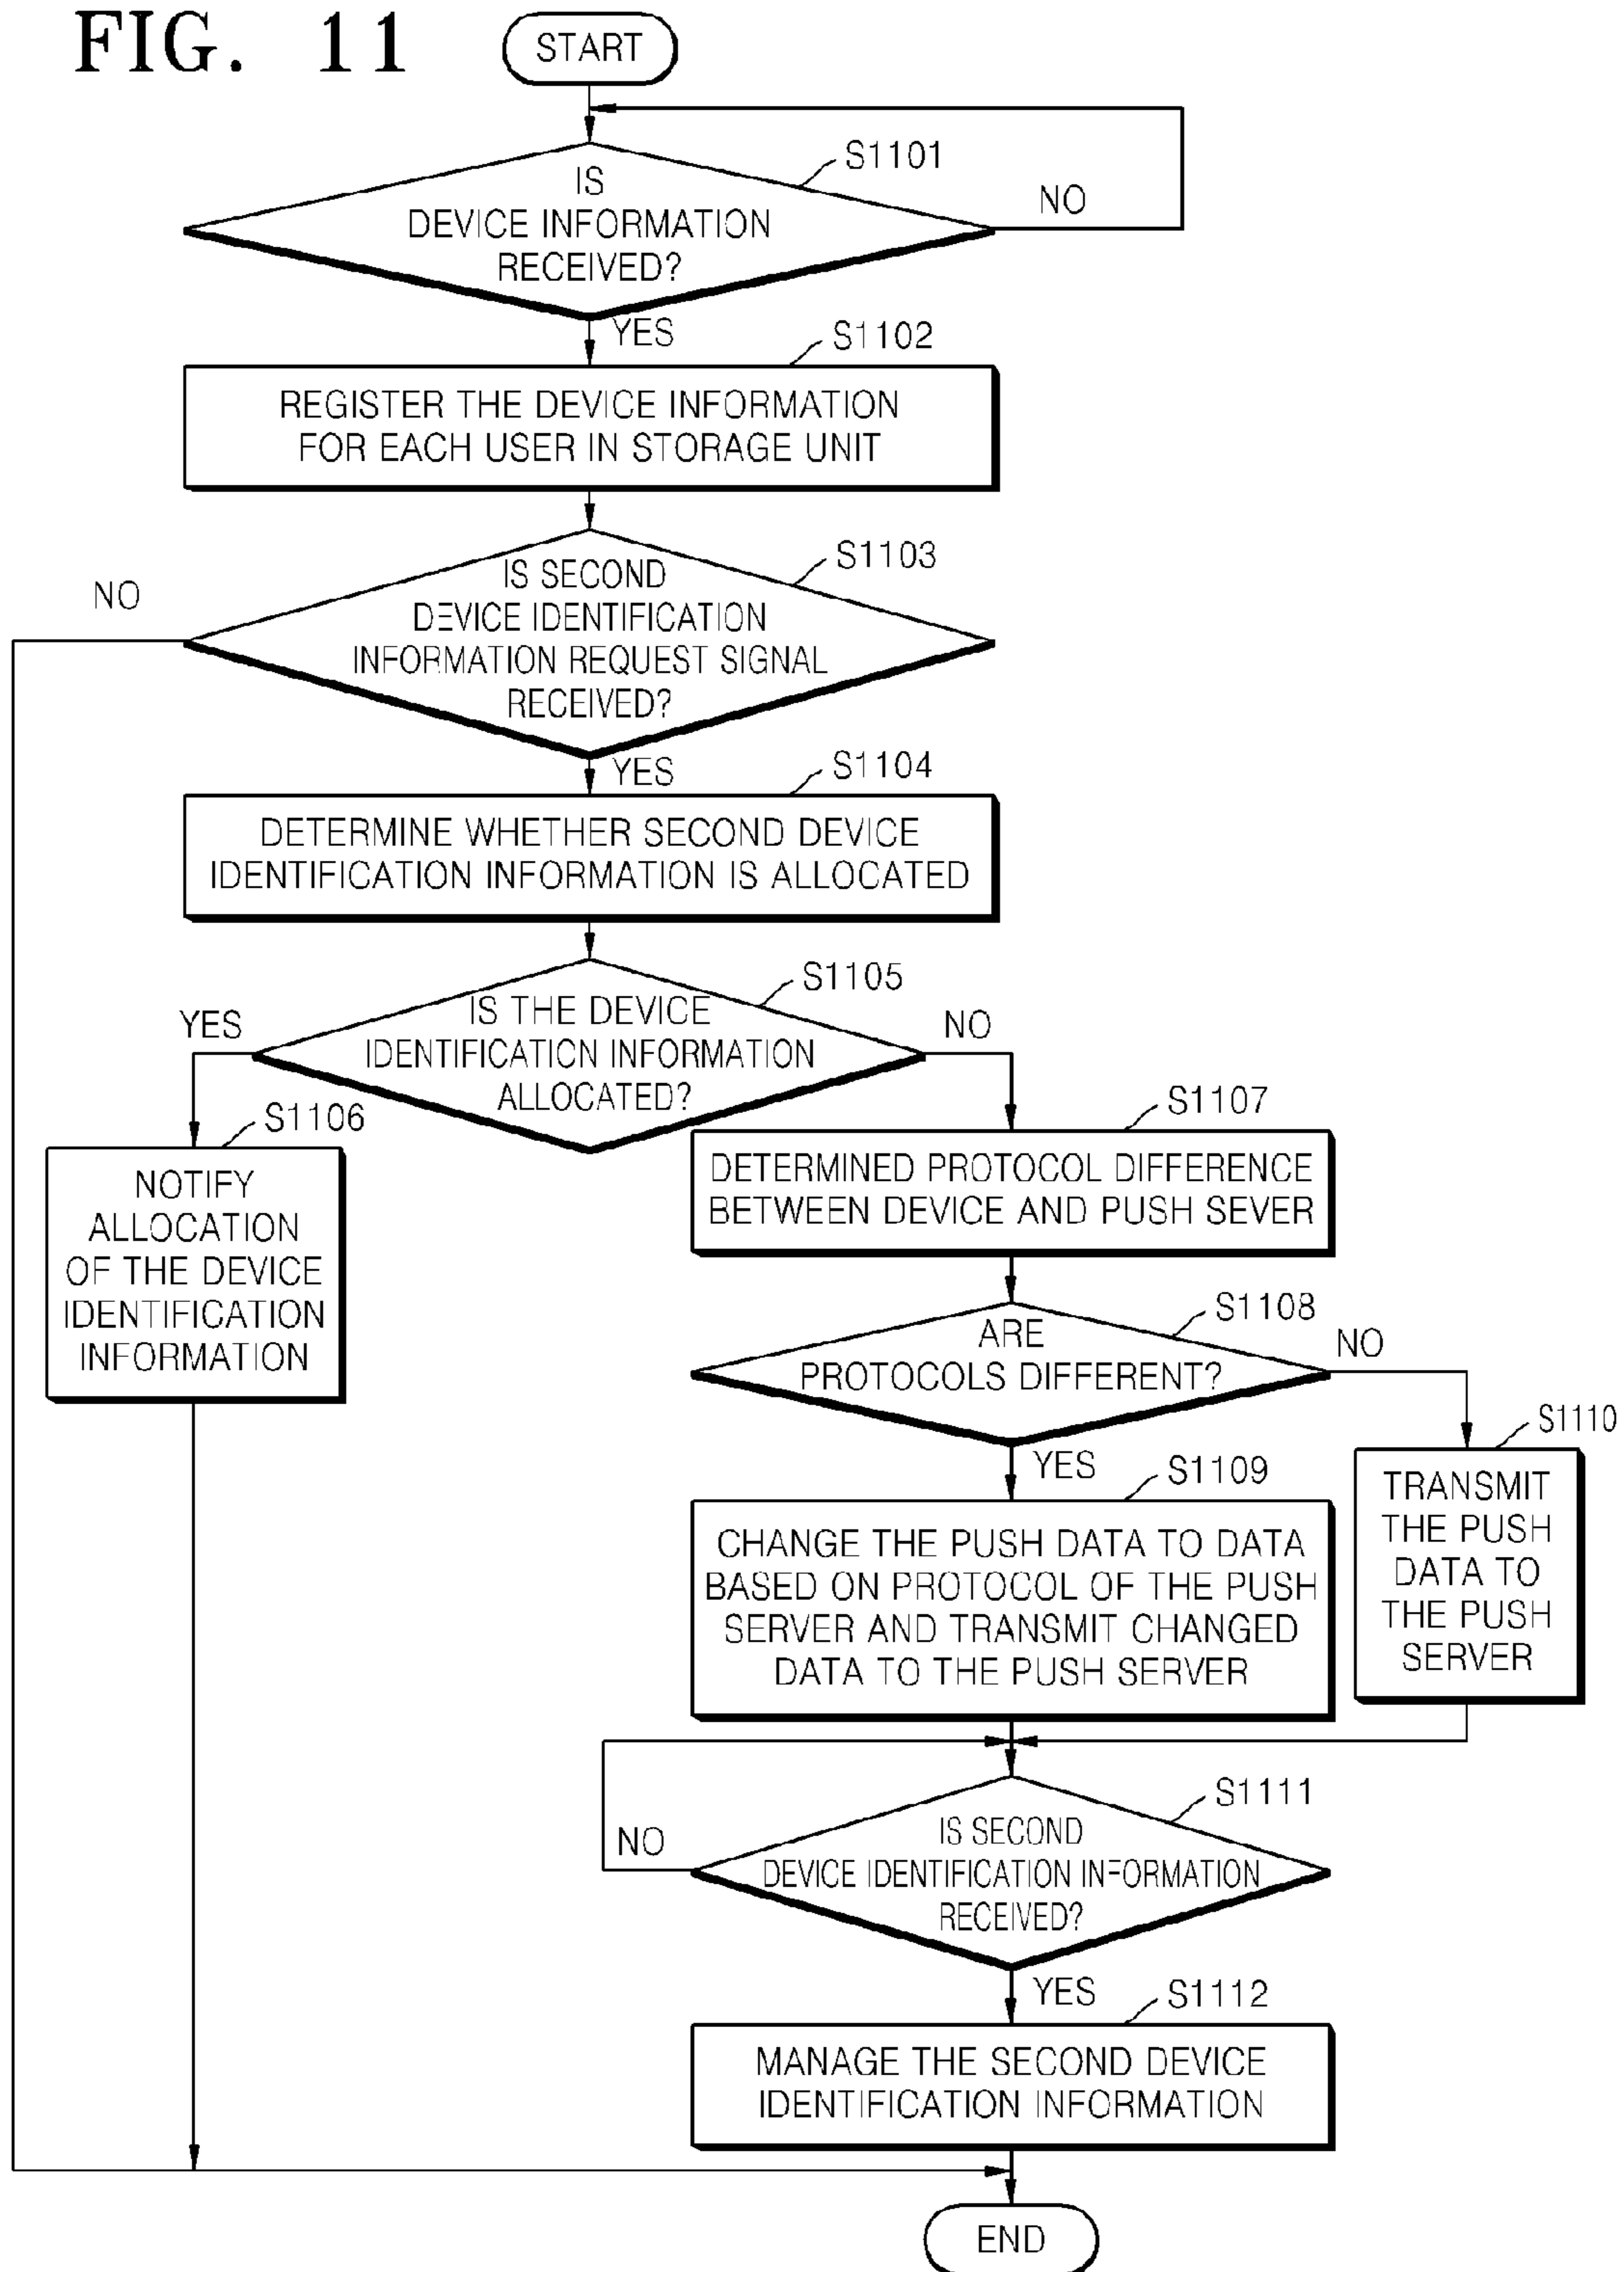 FIG. 11
START
S1101
IS
DEVICE INFORMATION
RECEIVED?
NO
YES
S1102
REGISTER THE DEVICE INFORMATION
FOR EACH USER IN STORAGE UNIT
S1103
IS SECOND
DEVICE IDENTIFICATION
INFORMATION REQUEST SIGNAL
RECEIVED?
NO
YES
S1104
DETERMINE WHETHER SECOND DEVICE
IDENTIFICATION INFORMATION IS ALLOCATED
S1105
IS THE DEVICE
IDENTIFICATION INFORMATION
ALLOCATED?
YES
NO
S1106
NOTIFY
ALLOCATION
OF THE DEVICE
IDENTIFICATION
INFORMATION
S1107
DETERMINED PROTOCOL DIFFERENCE
BETWEEN DEVICE AND PUSH SEVER
S1108
ARE
PROTOCOLS DIFFERENT?
NO
YES
S1109
CHANGE THE PUSH DATA TO DATA
BASED ON PROTOCOL OF THE PUSH
SERVER AND TRANSMIT CHANGED
DATA TO THE PUSH SERVER
S1110
TRANSMIT
THE PUSH
DATA TO
THE PUSH
SERVER
S1111
IS SECOND
DEVICE IDENTIFICATION INFORMATION
RECEIVED?
NO
YES
S1112
MANAGE THE SECOND DEVICE
IDENTIFICATION INFORMATION
END